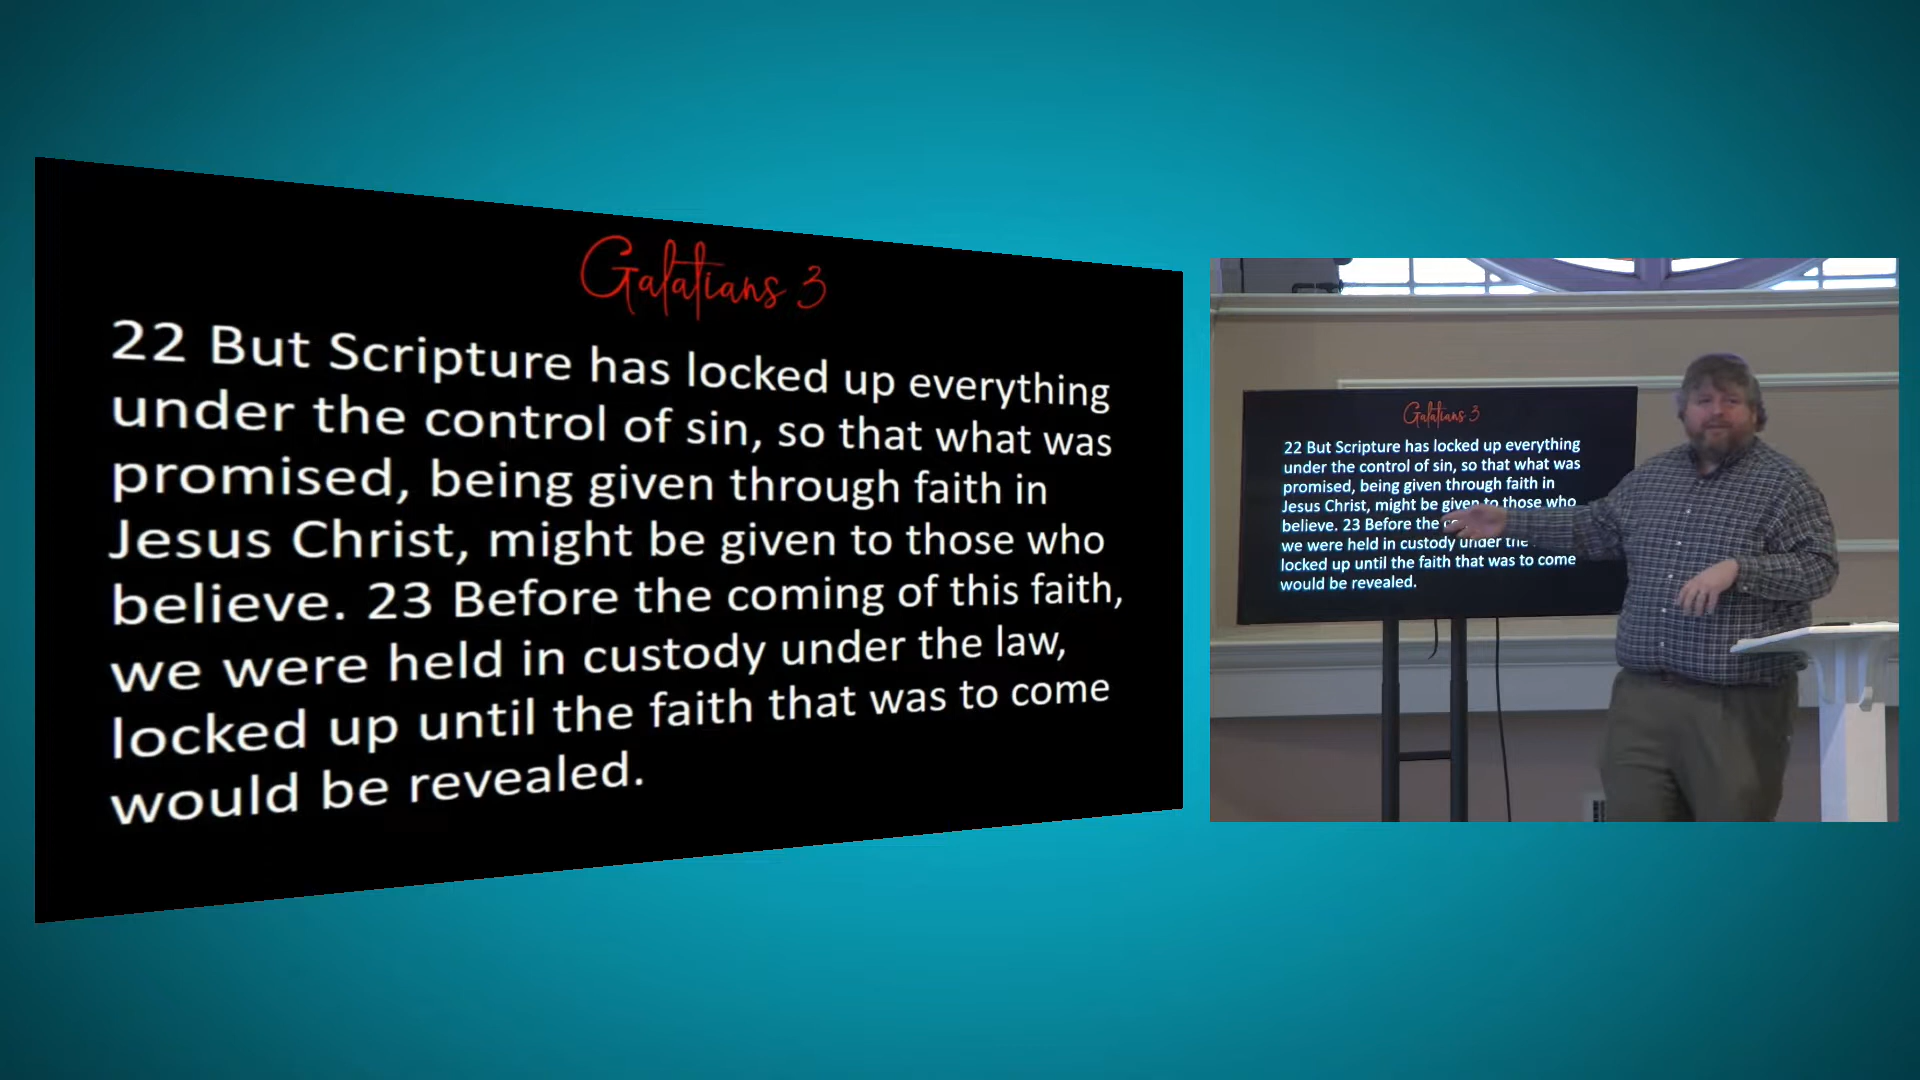 Galatians 3
22 But Scripture has locked up everything
under the control of sin, so that what was
promised, being given through faith in
Jesus Christ, might be given to those who
believe. 23 Before the coming of this faith,
we were held in custody under the law,
locked up until the faith that was to come
would be revealed.
Galatians 3
22 But Scripture has locked up everything
under the control of sin, so that what was
promised, being given through faith in
Jesus Christ, might be given to those who
believe. 23 Before the
we were held in custody under the
locked up until the faith that was to come
would be revealed.